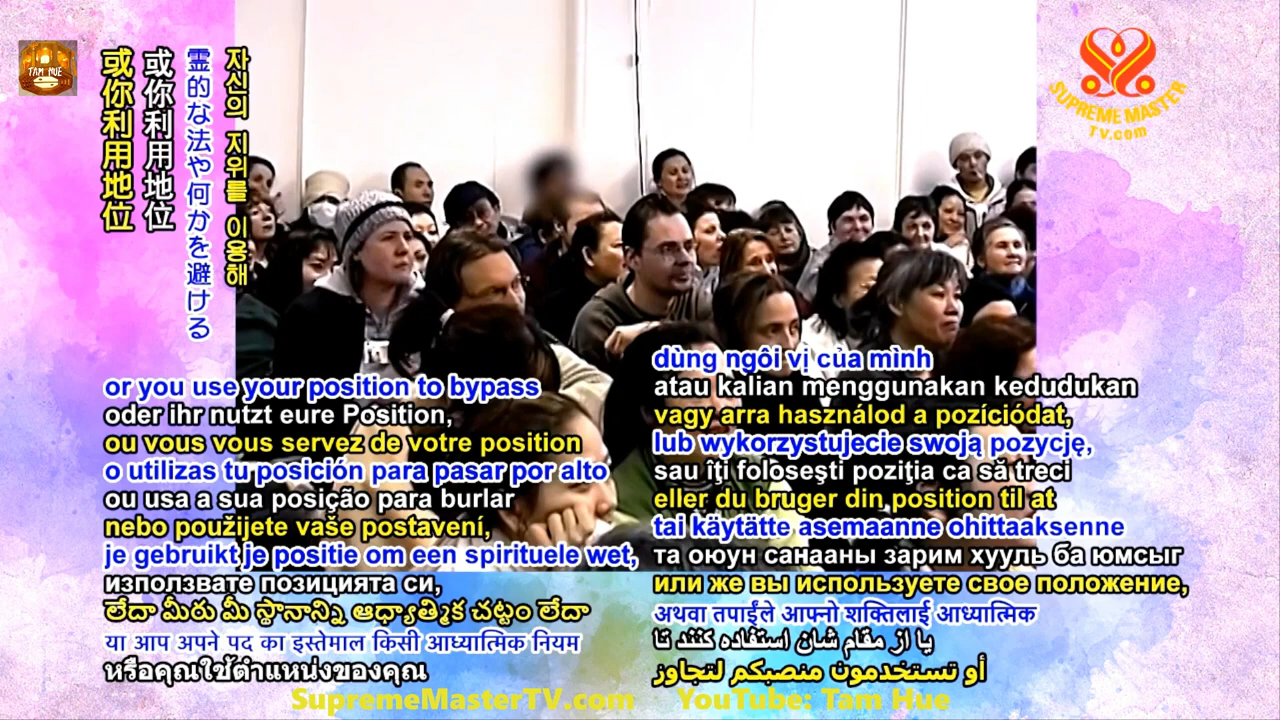 TAM HUE
或你利用地位
或你利用地位
霊的な法や何かを避ける
자신의 지위를 이용해
SUPREME MASTER
TV.com
or you use your position to bypass
oder ihr nutzt eure Position,
ou vous vous servez de votre position
o utilizas tu posición para pasar por alto
ou usa a sua posição para burlar
nebo použijete vaše postavení,
je gebruikt je positie om een spirituele wet,
използвате позицията си,
లేదా మీరు మీ స్థానాన్ని ఆధ్యాత్మిక చట్టం లేదా
या आप अपने पद का इस्तेमाल किसी आध्यात्मिक नियम
หรือคุณใช้ตำแหน่งของคุณ
dùng ngôi vị của mình
atau kalian menggunakan kedudukan
vagy arra használod a pozíciódat,
lub wykorzystujecie swoją pozycję,
sau îţi foloseşti poziţia ca să treci
eller du bruger din position til at
tai käytätte asemaanne ohittaaksenne
та оюун санааны зарим хууль ба юмсыг
или же вы используете свое положение,
अथवा तपाईंले आफ्नो शक्तिलाई आध्यात्मिक
یا از مقام شان استفاده کنند تا
أو تستخدمون منصبكم لتجاوز
SupremeMasterTV.com YouTube: Tam Hue